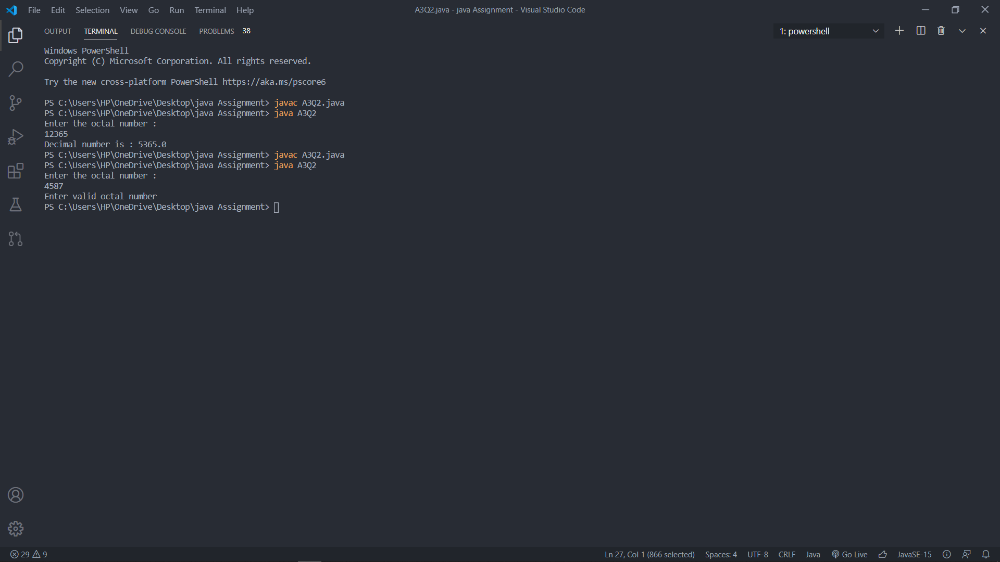 File Edit Selection View Go Run Terminal Help
A3Q2.java - java Assignment - Visual Studio Code
OUTPUT TERMINAL DEBUG CONSOLE PROBLEMS 38
1: powershell
Windows PowerShell
Copyright (C) Microsoft Corporation. All rights reserved.
Try the new cross-platform PowerShell https://aka.ms/pscore6
PS C:\Users\HP\OneDrive\Desktop\java Assignment> javac A3Q2.java
PS C:\Users\HP\OneDrive\Desktop\java Assignment> java A3Q2
Enter the octal number :
12365
Decimal number is : 5365.0
PS C:\Users\HP\OneDrive\Desktop\java Assignment> javac A3Q2.java
PS C:\Users\HP\OneDrive\Desktop\java Assignment> java A3Q2
Enter the octal number :
4587
Enter valid octal number
PS C:\Users\HP\OneDrive\Desktop\java Assignment>
29 9
Ln 27, Col 1 (866 selected) Spaces: 4 UTF-8 CRLF Java Go Live JavaSE-15